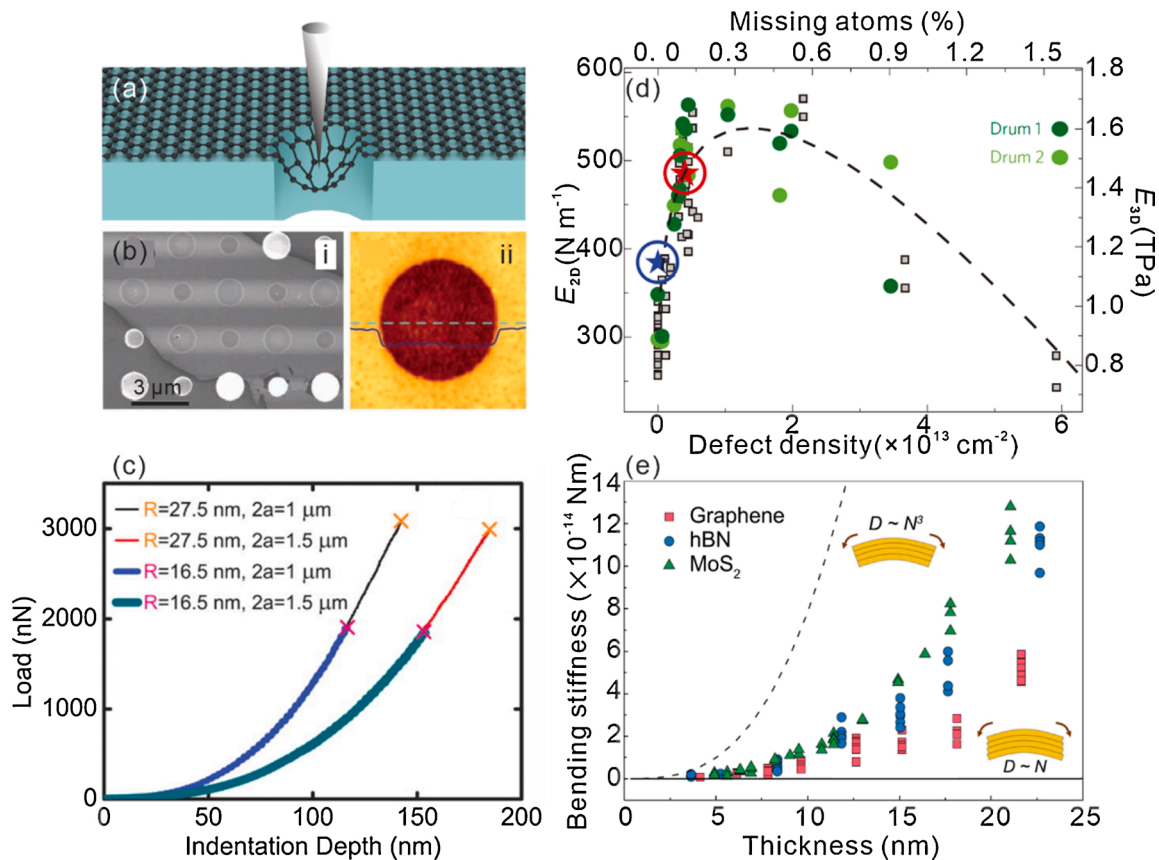 (a)
(b)
i
3 μm
ii
(c)
Load (nN)
3000
2000
1000
0
R=27.5 nm, 2a=1 μm
R=27.5 nm, 2a=1.5 μm
R=16.5 nm, 2a=1 μm
R=16.5 nm, 2a=1.5 μm
0 50 100 150 200
Indentation Depth (nm)
Missing atoms (%)
0. 0 0.3 0.6 0.9 1.2 1.5
(d)
E2D(N m-1)
600
500
400
300
Drum 1
Drum 2
1.8
1.6
1.4
1.2
1.0
0.8
E3D(TPa)
0 2 4 6
Defect density(×10^13 cm-2)
(e)
Bending stiffness (×10-14 Nm)
14
12
10
8
6
4
2
0
Graphene
hBN
MoS2
D ~ N3
D ~ N
0 5 10 15 20 25
Thickness (nm)